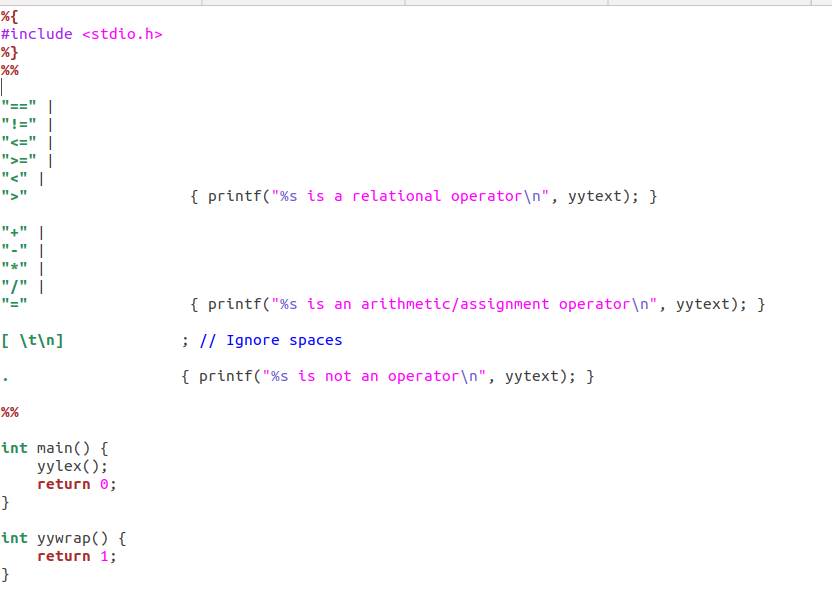 %{
#include <stdio.h>
%}
%%
"==" |
"!=" |
"<=" |
">=" |
"<" |
">" { printf("%s is a relational operator\n", yytext); }
"+" |
"-" |
"*" |
"/" |
"=" { printf("%s is an arithmetic/assignment operator\n", yytext); }
[ \t\n] ; // Ignore spaces
. { printf("%s is not an operator\n", yytext); }
%%
int main() {
    yylex();
    return 0;
}
int yywrap() {
    return 1;
}